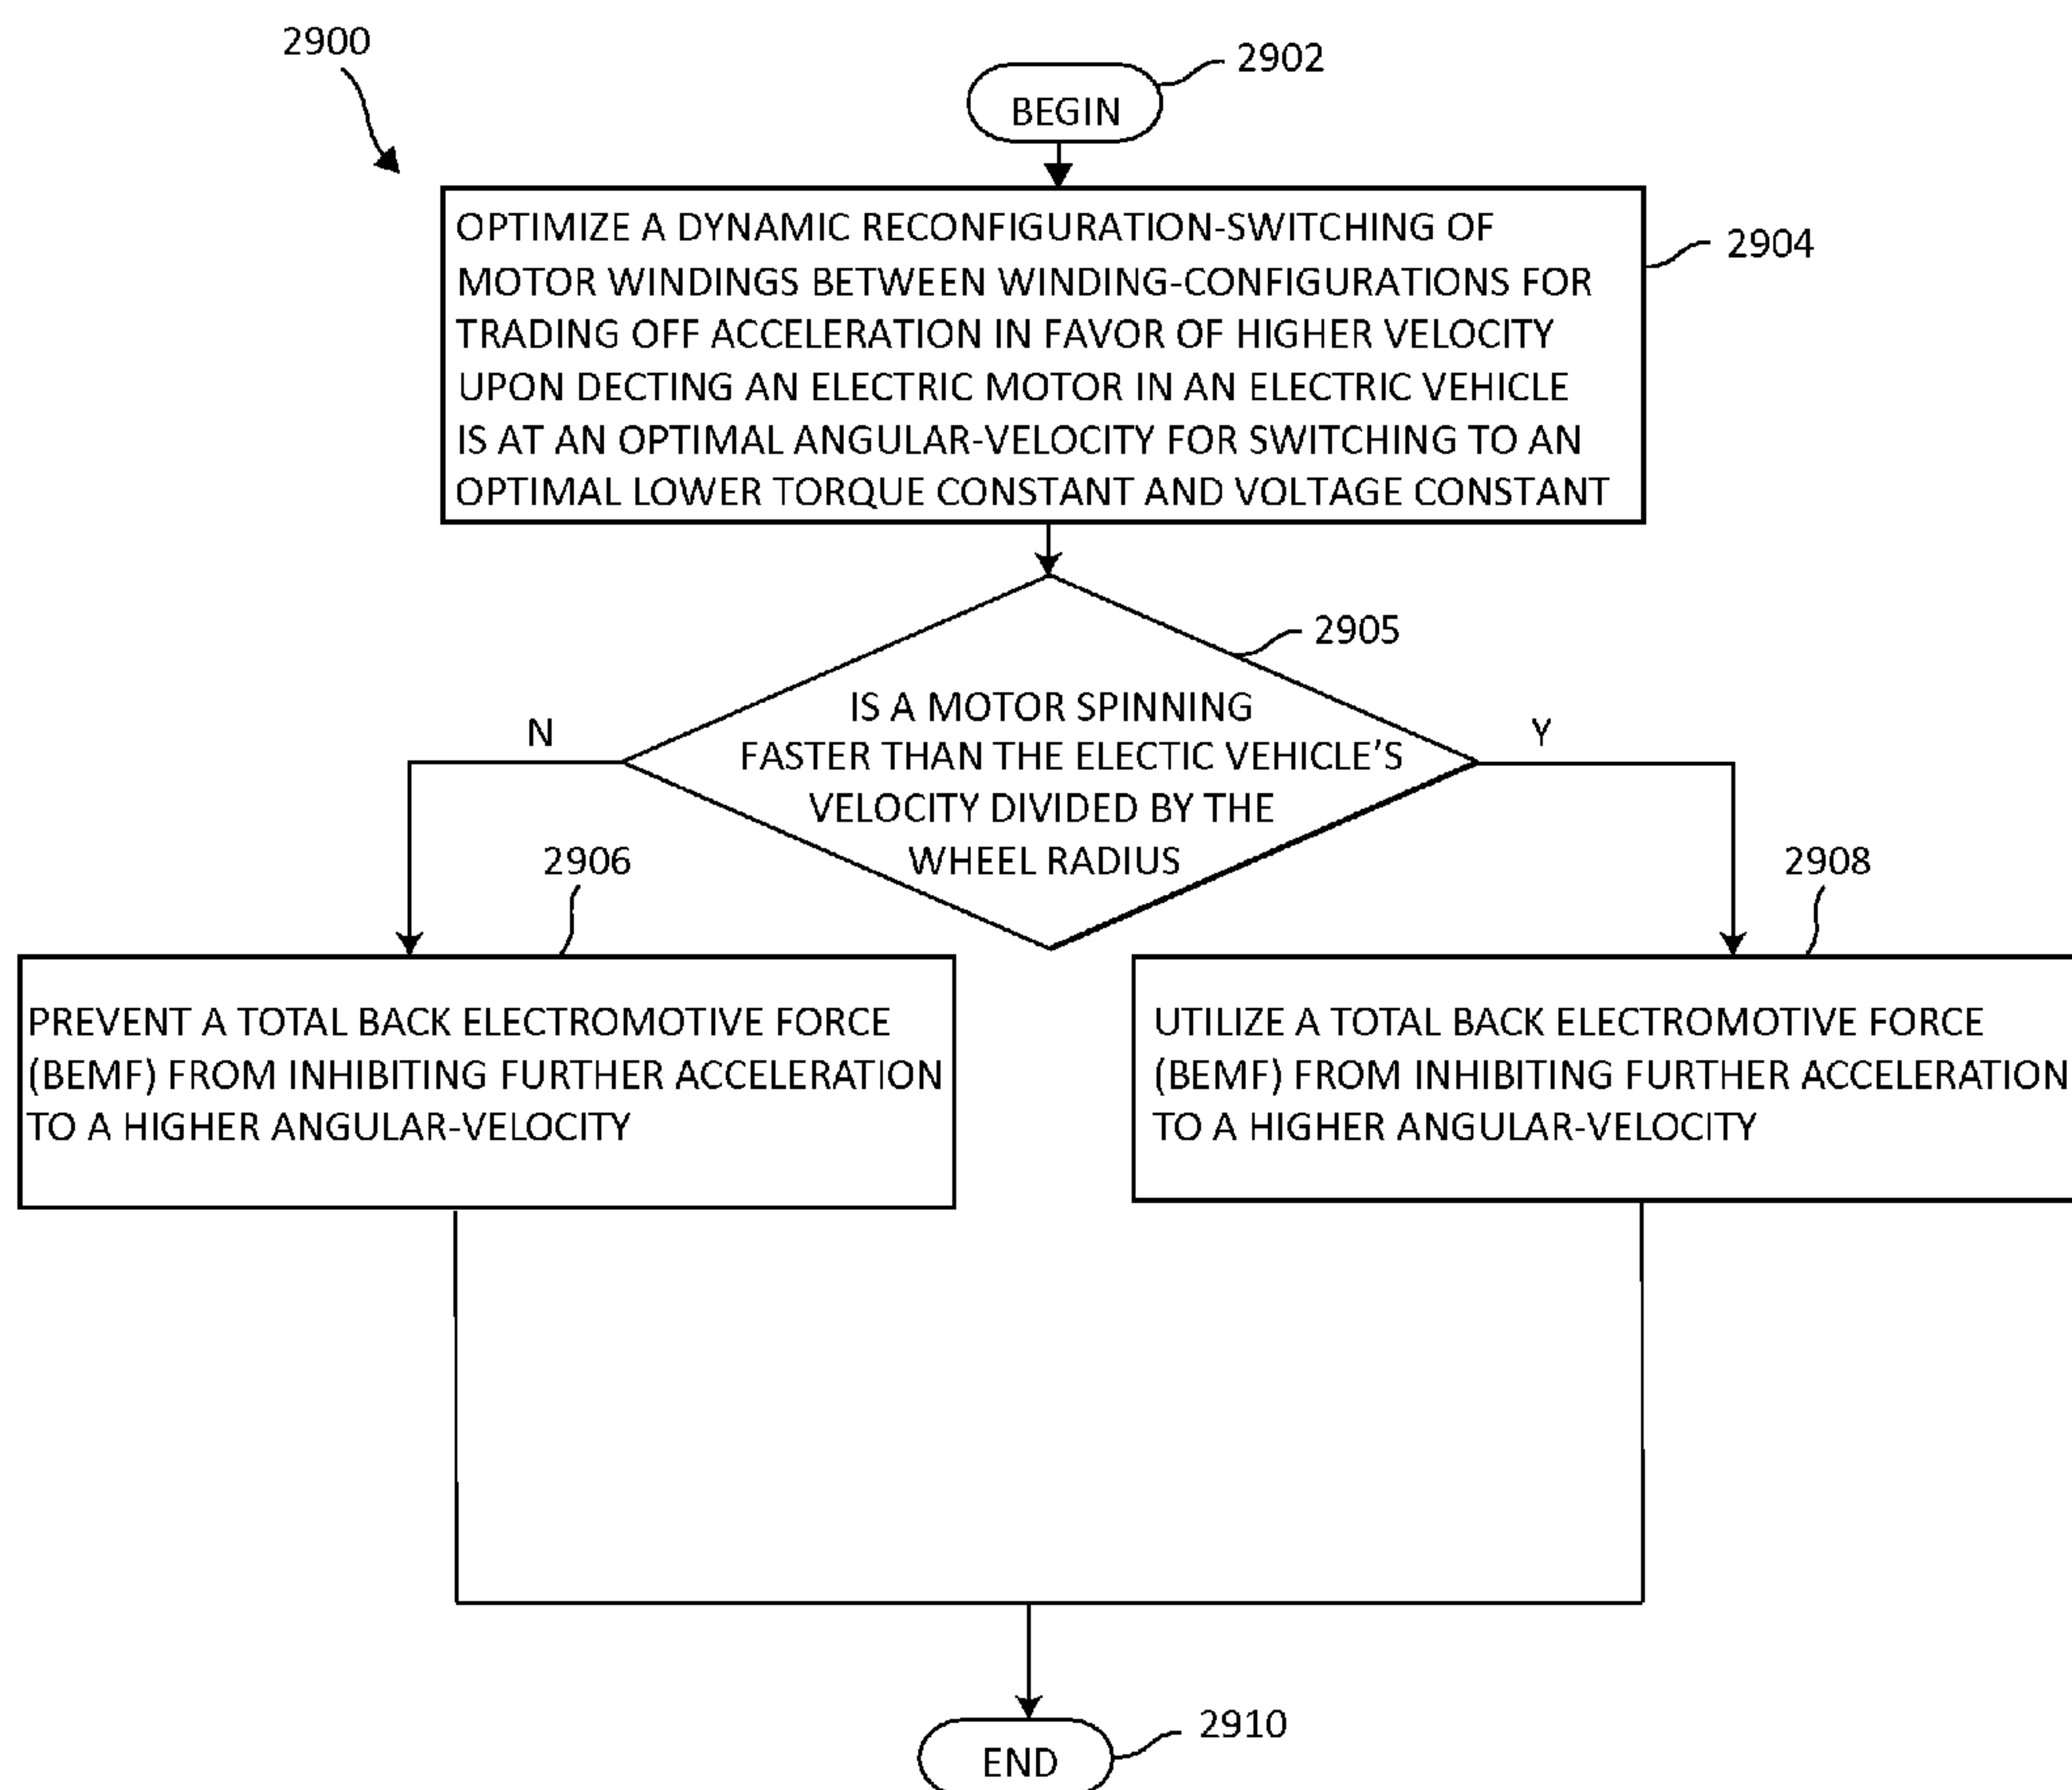 2900
2902
BEGIN
OPTIMIZE A DYNAMIC RECONFIGURATION-SWITCHING OF
MOTOR WINDINGS BETWEEN WINDING-CONFIGURATIONS FOR
TRADING OFF ACCELERATION IN FAVOR OF HIGHER VELOCITY
UPON DECTING AN ELECTRIC MOTOR IN AN ELECTRIC VEHICLE
IS AT AN OPTIMAL ANGULAR-VELOCITY FOR SWITCHING TO AN
OPTIMAL LOWER TORQUE CONSTANT AND VOLTAGE CONSTANT
2904
2905
IS A MOTOR SPINNING
FASTER THAN THE ELECTIC VEHICLE'S
VELOCITY DIVIDED BY THE
WHEEL RADIUS
N
Y
2906
2908
PREVENT A TOTAL BACK ELECTROMOTIVE FORCE
(BEMF) FROM INHIBITING FURTHER ACCELERATION
TO A HIGHER ANGULAR-VELOCITY
UTILIZE A TOTAL BACK ELECTROMOTIVE FORCE
(BEMF) FROM INHIBITING FURTHER ACCELERATION
TO A HIGHER ANGULAR-VELOCITY
2910
END